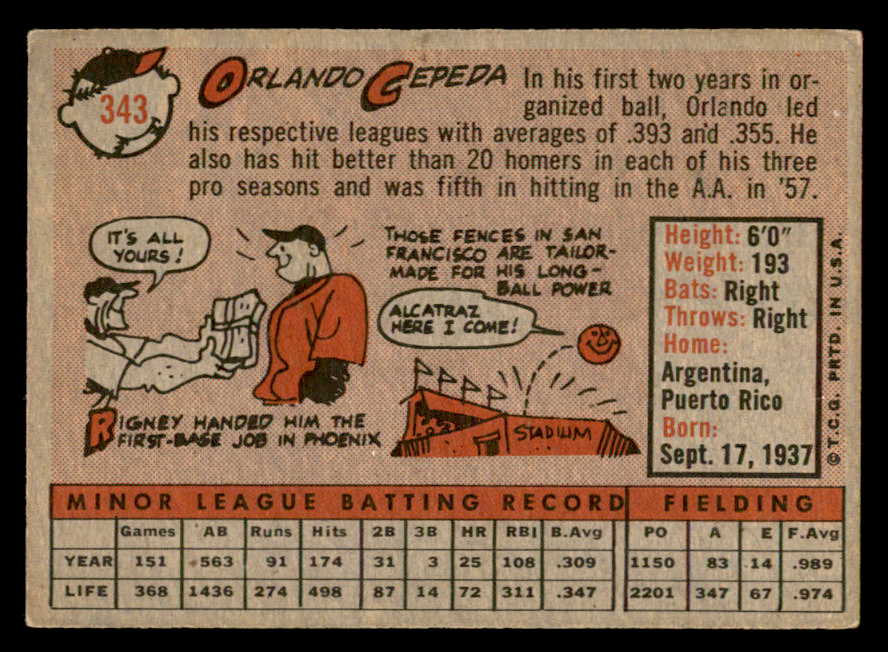 343
ORLANDO CEPEDA
In his first two years in or-
ganized ball, Orlando led
his respective leagues with averages of .393 and .355. He
also has hit better than 20 homers in each of his three
pro seasons and was fifth in hitting in the A.A. in '57.
IT'S ALL
YOURS!
RIGNEY HANDED HIM THE
FIRST-BASE JOB IN PHOENIX
THOSE FENCES IN SAN
FRANCISCO ARE TAILOR-
MADE FOR HIS LONG-
BALL POWER
ALCATRAZ
HERE I COME!
STADIUM
Height: 6'0"
Weight: 193
Bats: Right
Throws: Right
Home:
Argentina,
Puerto Rico
Born:
Sept. 17, 1937
© T.C.G. PRTD. IN U.S.A.
MINOR LEAGUE BATTING RECORD FIELDING
Games AB Runs Hits 2B 3B HR RBI B.Avg PO A E F.Avg
YEAR 151 563 91 174 31 3 25 108 .309 1150 83 14 .989
LIFE 368 1436 274 498 87 14 72 311 .347 2201 347 67 .974